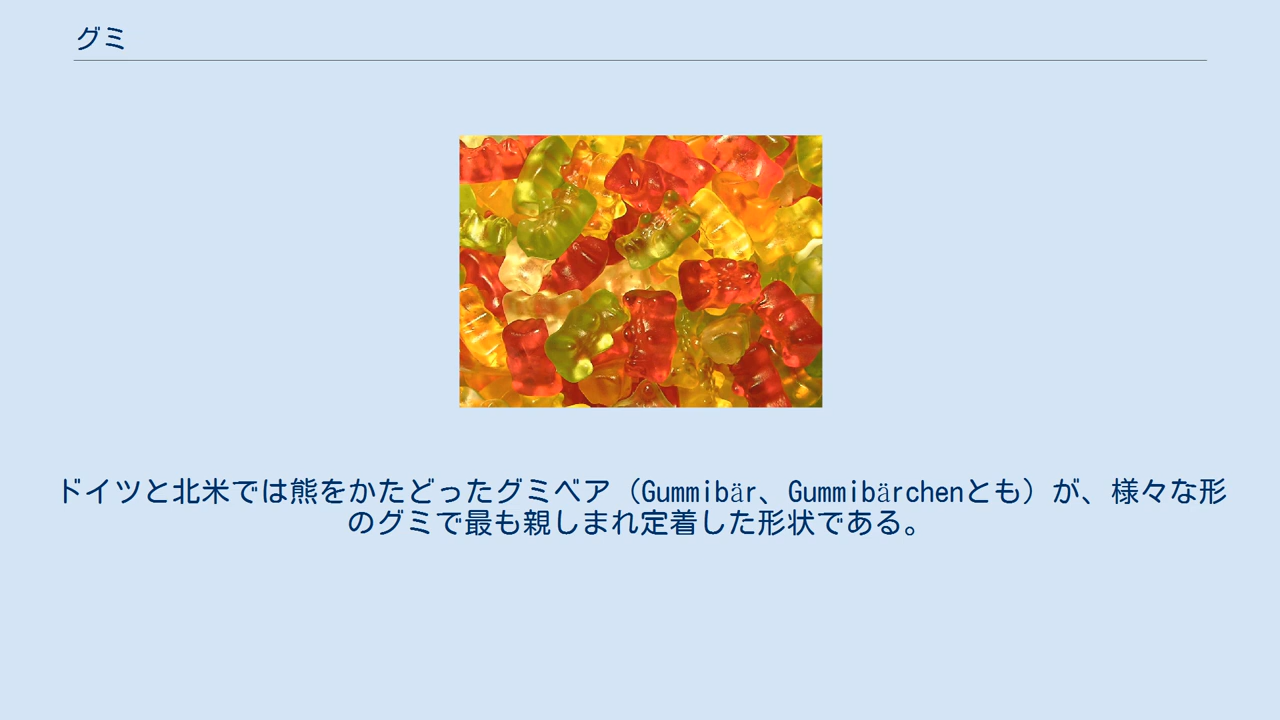 グミ
ドイツと北米では熊をかたどったグミベア（Gummibär、Gummibärchenとも）が、様々な形
のグミで最も親しまれ定着した形状である。